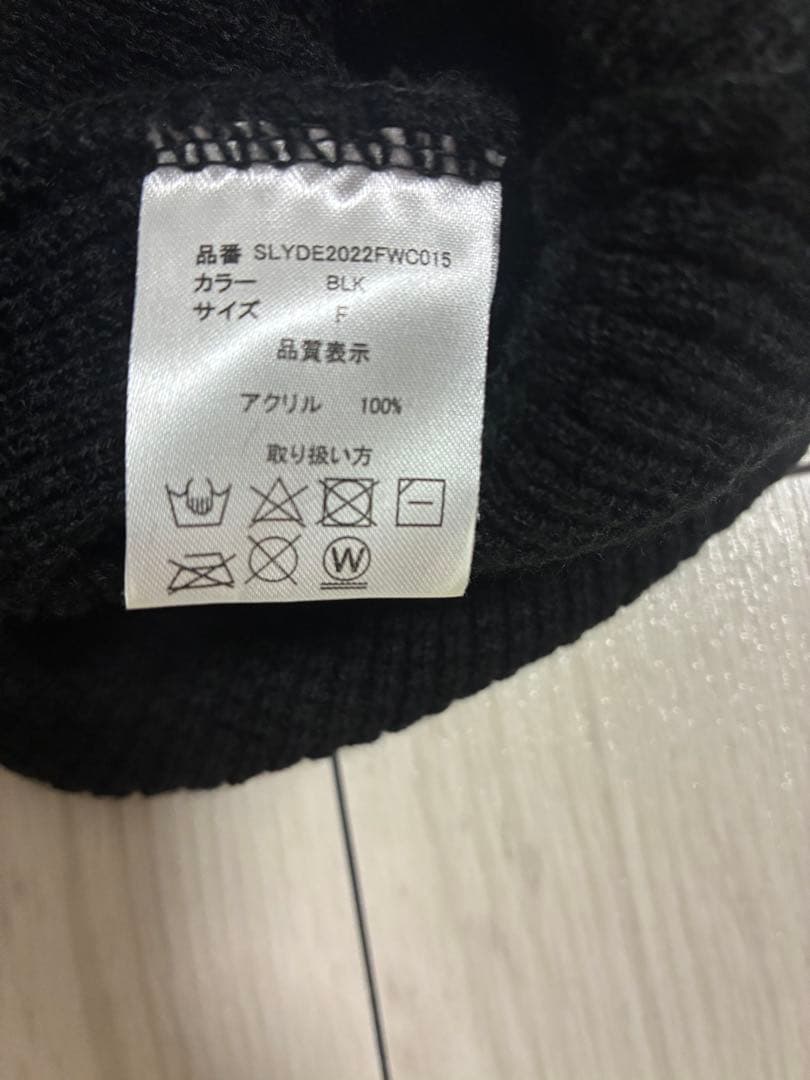 品番 SLYDE2022FWC015
カラー BLK
サイズ F
品質表示
アクリル 100%
取り扱い方
W